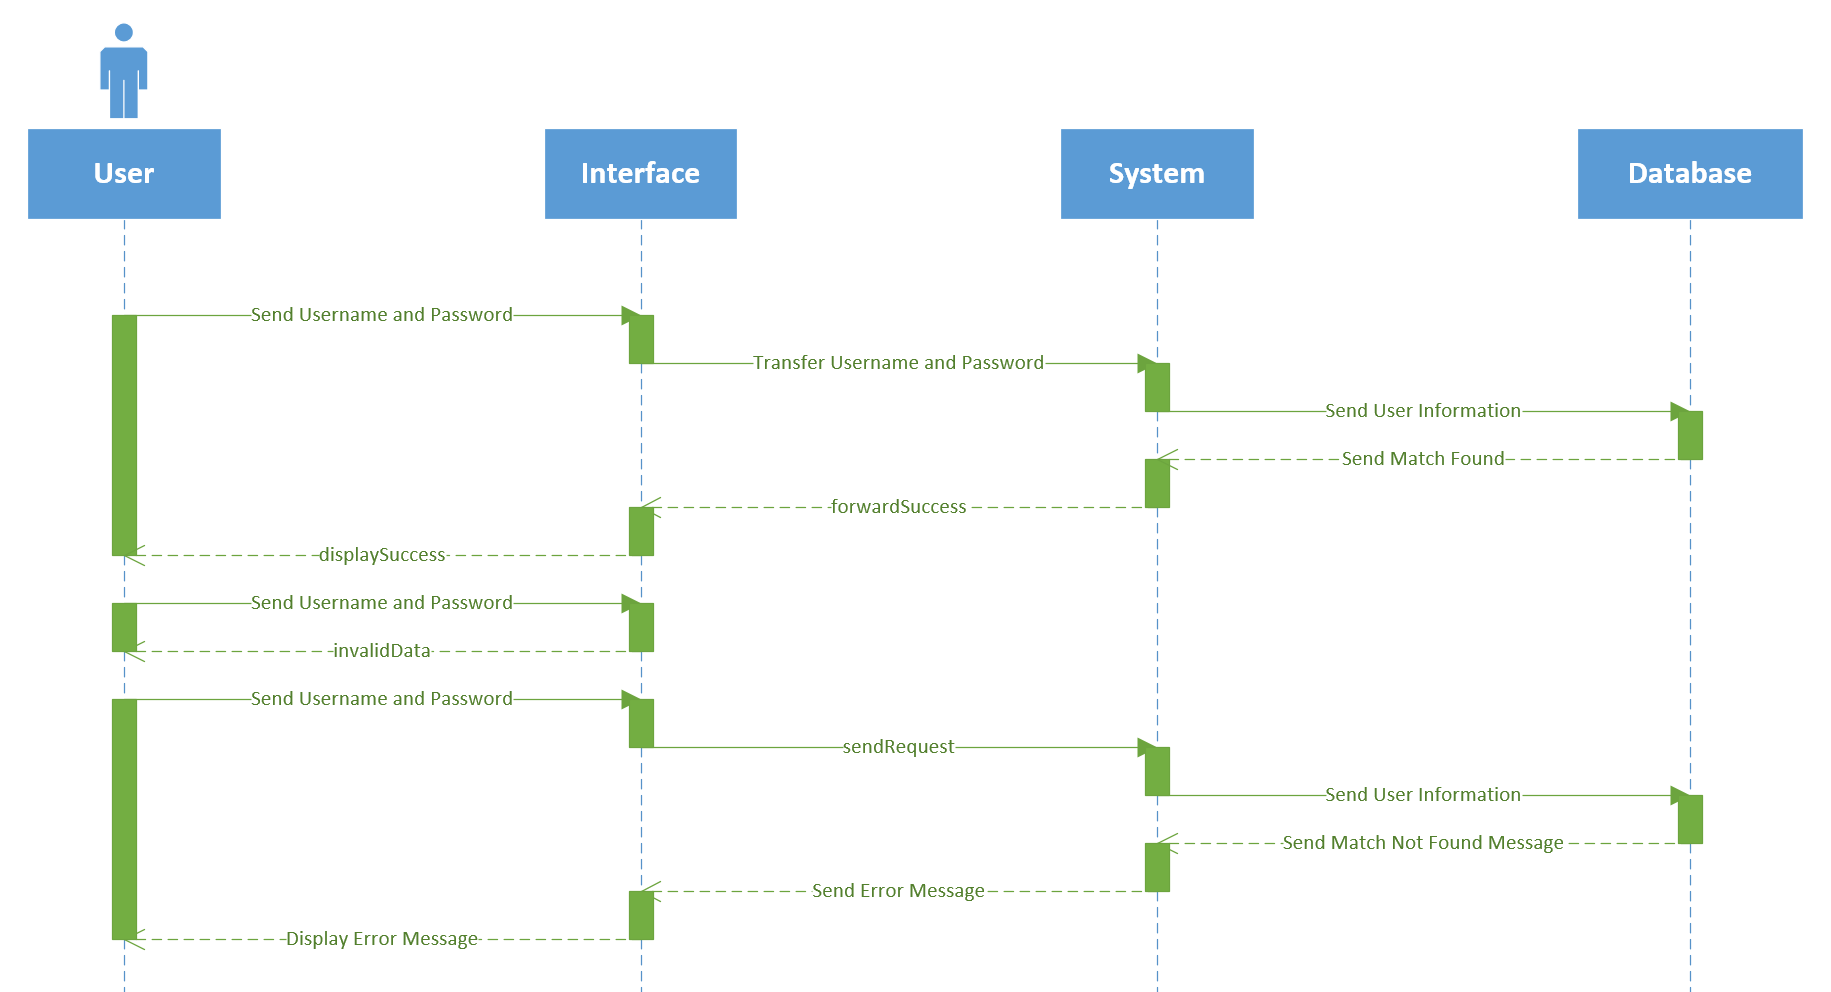 User
Interface
System
Database
Send Username and Password
Transfer Username and Password
Send User Information
Send Match Found
forwardSuccess
displaySuccess
Send Username and Password
invalidData
Send Username and Password
sendRequest
Send User Information
Send Match Not Found Message
Send Error Message
Display Error Message